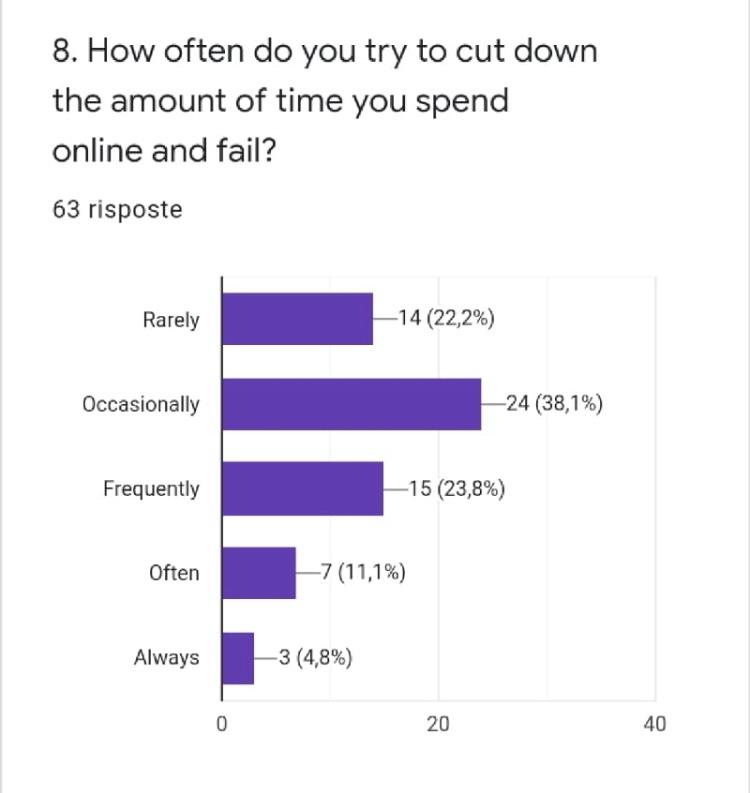 8. How often do you try to cut down
the amount of time you spend
online and fail?
63 risposte
Rarely 14 (22,2%)
Occasionally 24 (38,1%)
Frequently 15 (23,8%)
Often 7 (11,1%)
Always 3 (4,8%)
0 20 40